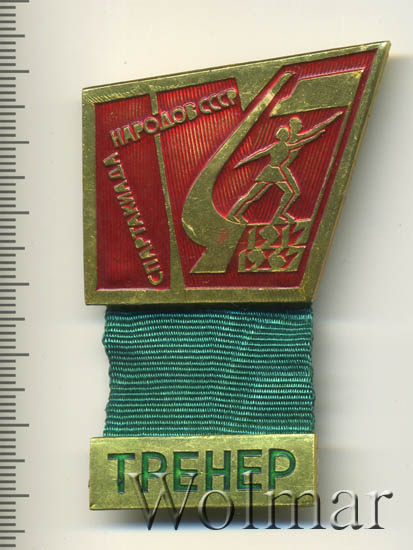 СПАРТАКИАДА
НАРОДОВ СССР
1917
1967
ТРЕНЕР
Wolmar